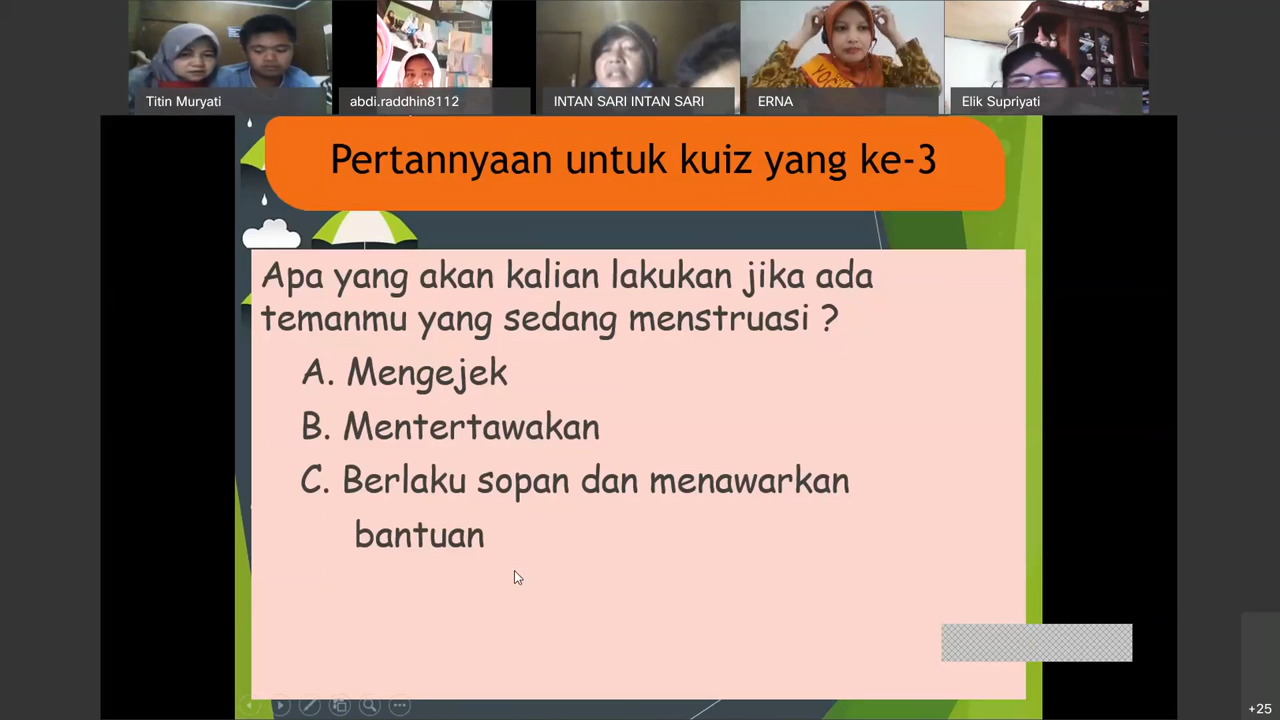 Titin Muryati
abdi.raddhin8112
INTAN SARI INTAN SARI
ERNA
Elik Supriyati
Pertannyaan untuk kuiz yang ke-3
Apa yang akan kalian lakukan jika ada
temanmu yang sedang menstruasi ?
A. Mengejek
B. Mentertawakan
C. Berlaku sopan dan menawarkan
bantuan
+25